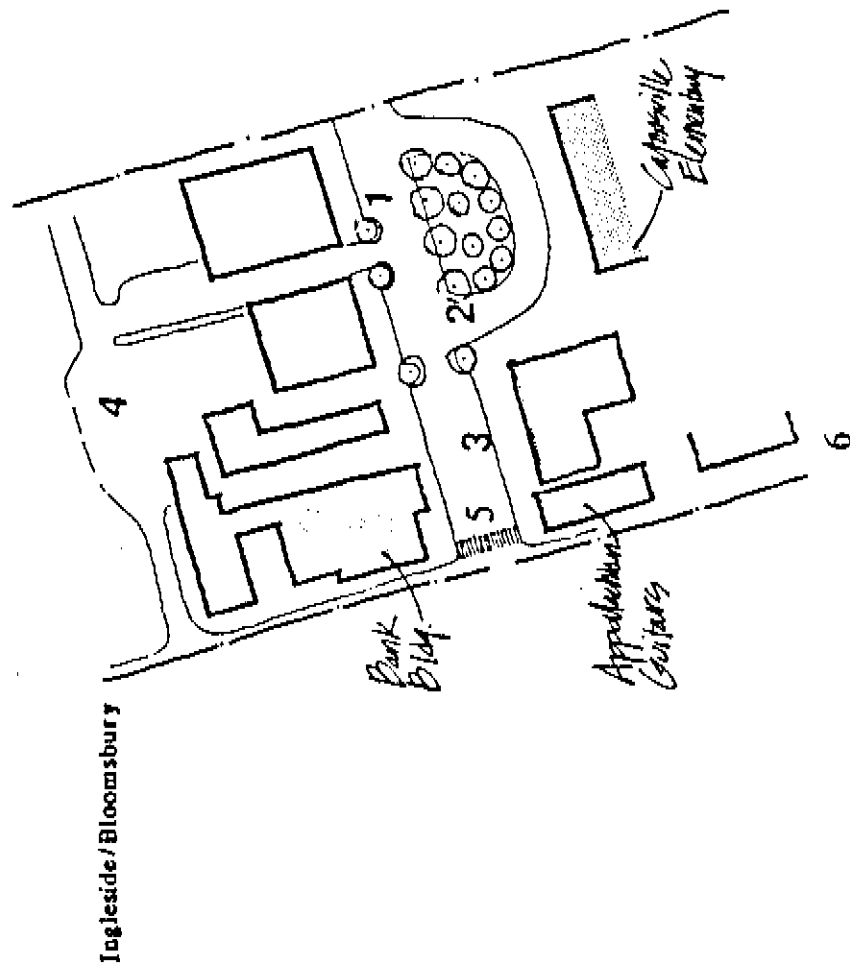 Ingleside/Bloomsbury
Bank
Bldg.
Appalachian
Guitars
Catonsville
Elementary
1
2
3
4
5
6